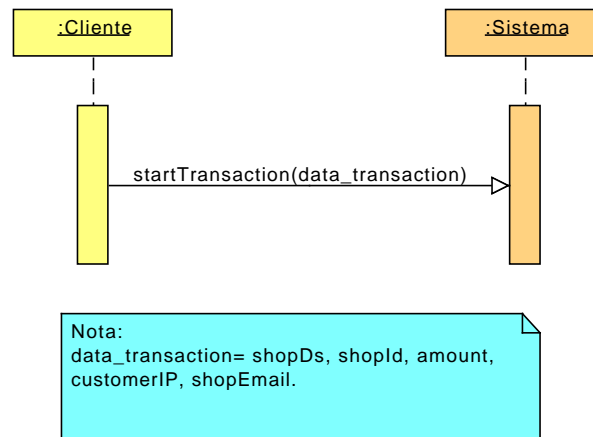 :Cliente
:Sistema
startTransaction(data_transaction)
Nota:
data_transaction= shopDs, shopId, amount,
customerIP, shopEmail.